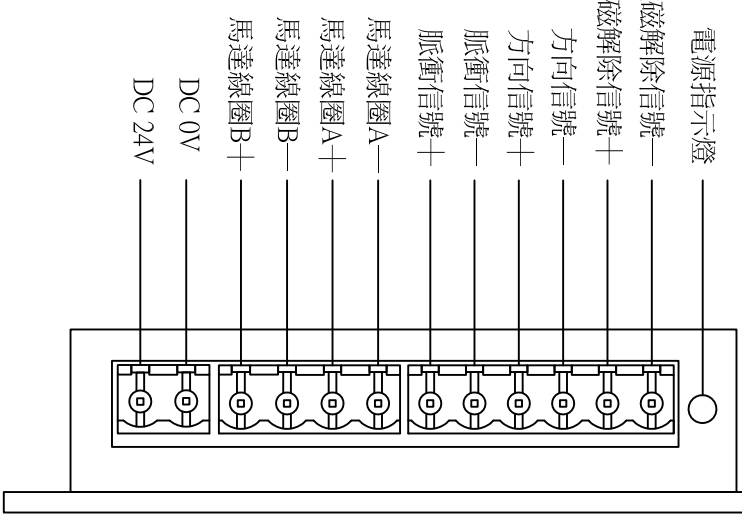 電源指示燈
磁解除信號－
磁解除信號＋
方向信號－
方向信號＋
脈衝信號－
脈衝信號＋
馬達線圈A－
馬達線圈A＋
馬達線圈B－
馬達線圈B＋
DC 0V
DC 24V